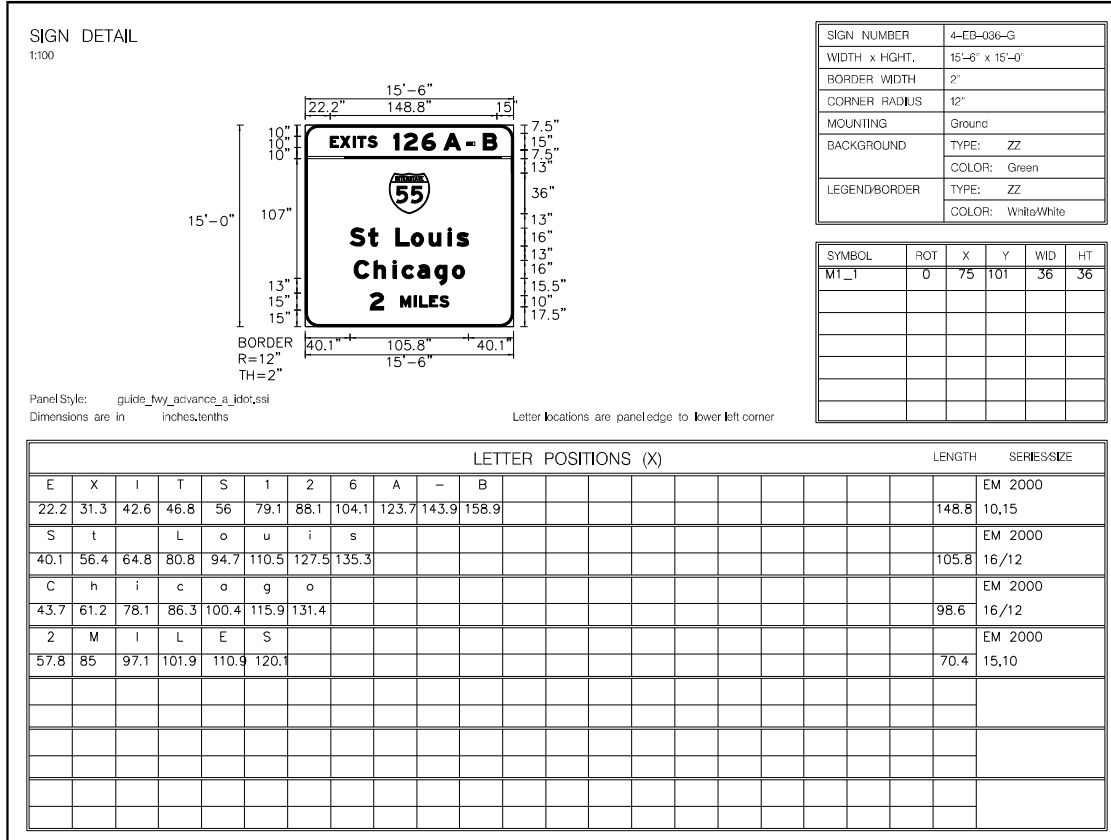 SIGN DETAIL
1:100
15'-6"
22.2" 148.8" 15"
10"
10"
10"
107"
13"
15"
15"
15'-0"
EXITS 126 A - B
INTERSTATE
55
St Louis
Chicago
2 MILES
7.5"
15"
7.5"
13"
36"
13"
16"
13"
16"
15.5"
10"
17.5"
BORDER
R=12"
TH=2"
40.1" 105.8" 40.1"
15'-6"
Panel Style: guide_fwy_advance_a_idot.ssi
Dimensions are in inches.tenths
Letter locations are panel edge to lower left corner
SIGN NUMBER 4-EB-036-G
WIDTH x HGHT. 15'-6" x 15'-0"
BORDER WIDTH 2"
CORNER RADIUS 12"
MOUNTING Ground
BACKGROUND TYPE: ZZ
COLOR: Green
LEGEND/BORDER TYPE: ZZ
COLOR: White/White
SYMBOL ROT X Y WID HT
M1_1 0 75 101 36 36
LETTER POSITIONS (X) LENGTH SERIES/SIZE
E X I T S 1 2 6 A - B EM 2000
22.2 31.3 42.6 46.8 56 79.1 88.1 104.1 123.7 143.9 158.9 148.8 10,15
S t L o u i s EM 2000
40.1 56.4 64.8 80.8 94.7 110.5 127.5 135.3 105.8 16/12
C h i c a g o EM 2000
43.7 61.2 78.1 86.3 100.4 115.9 131.4 98.6 16/12
2 M I L E S EM 2000
57.8 85 97.1 101.9 110.9 120.1 70.4 15,10